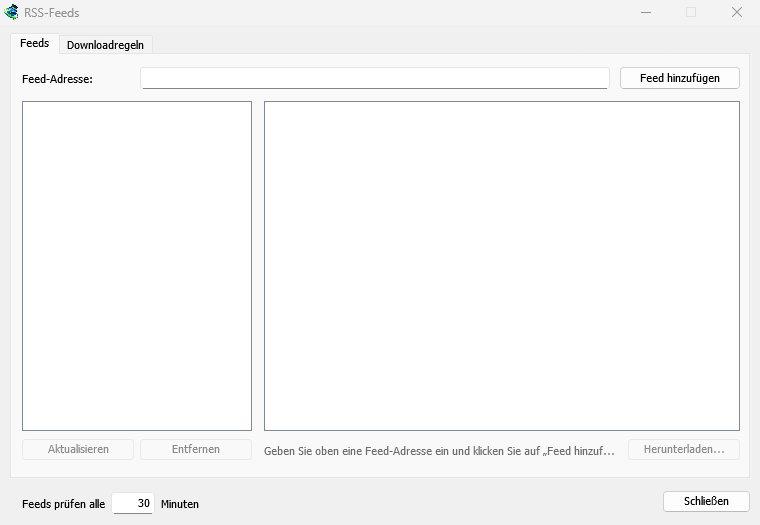 RSS-Feeds
Feeds
Downloadregeln
Feed-Adresse:
Feed hinzufügen
Aktualisieren
Entfernen
Geben Sie oben eine Feed-Adresse ein und klicken Sie auf „Feed hinzuf...
Herunterladen...
Feeds prüfen alle 30 Minuten
Schließen